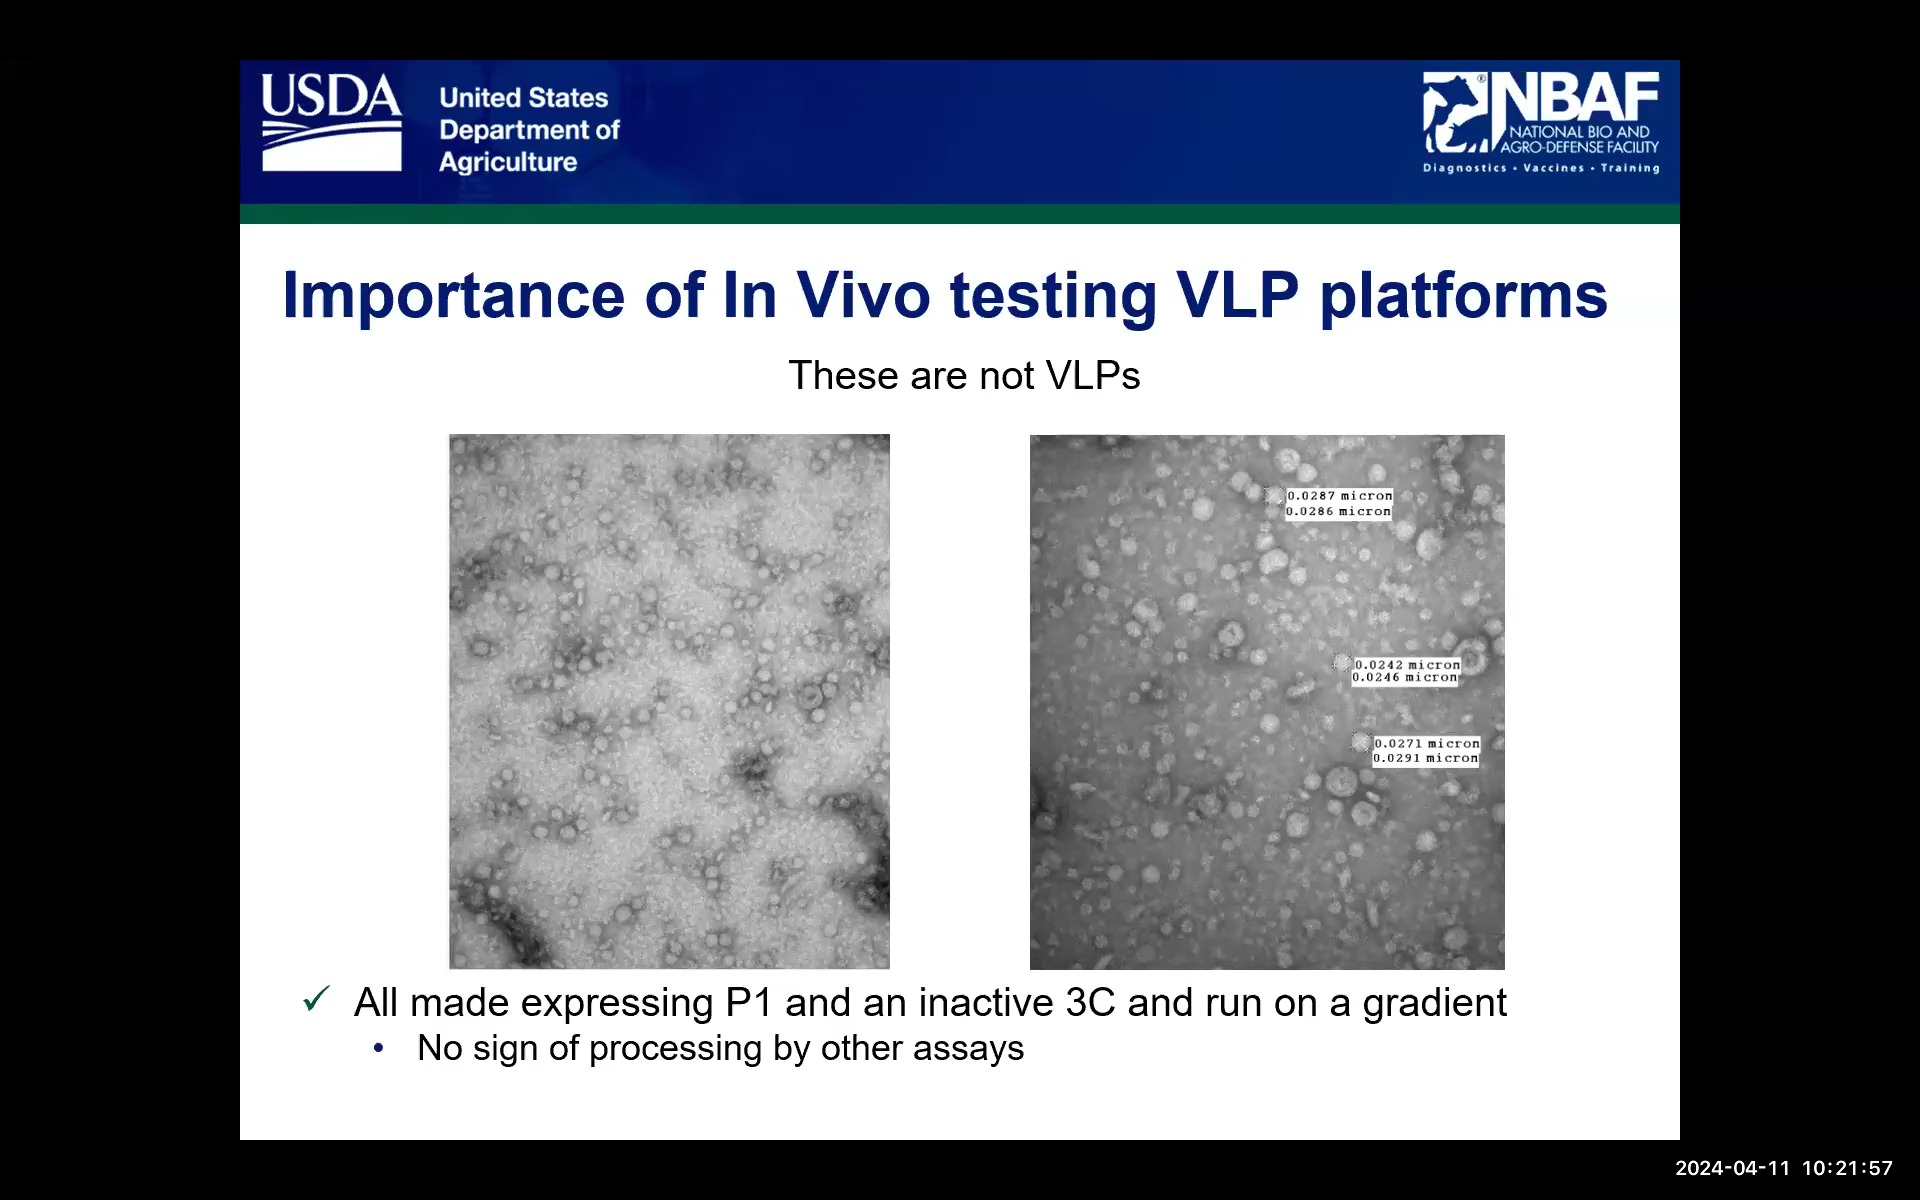 USDA
United States
Department of
Agriculture
NBAF
®
NATIONAL BIO AND
AGRO-DEFENSE FACILITY
Diagnostics • Vaccines • Training
Importance of In Vivo testing VLP platforms
These are not VLPs
0.0287 micron
0.0286 micron
0.0242 micron
0.0246 micron
0.0271 micron
0.0291 micron
✓ All made expressing P1 and an inactive 3C and run on a gradient
• No sign of processing by other assays
2024-04-11 10:21:57